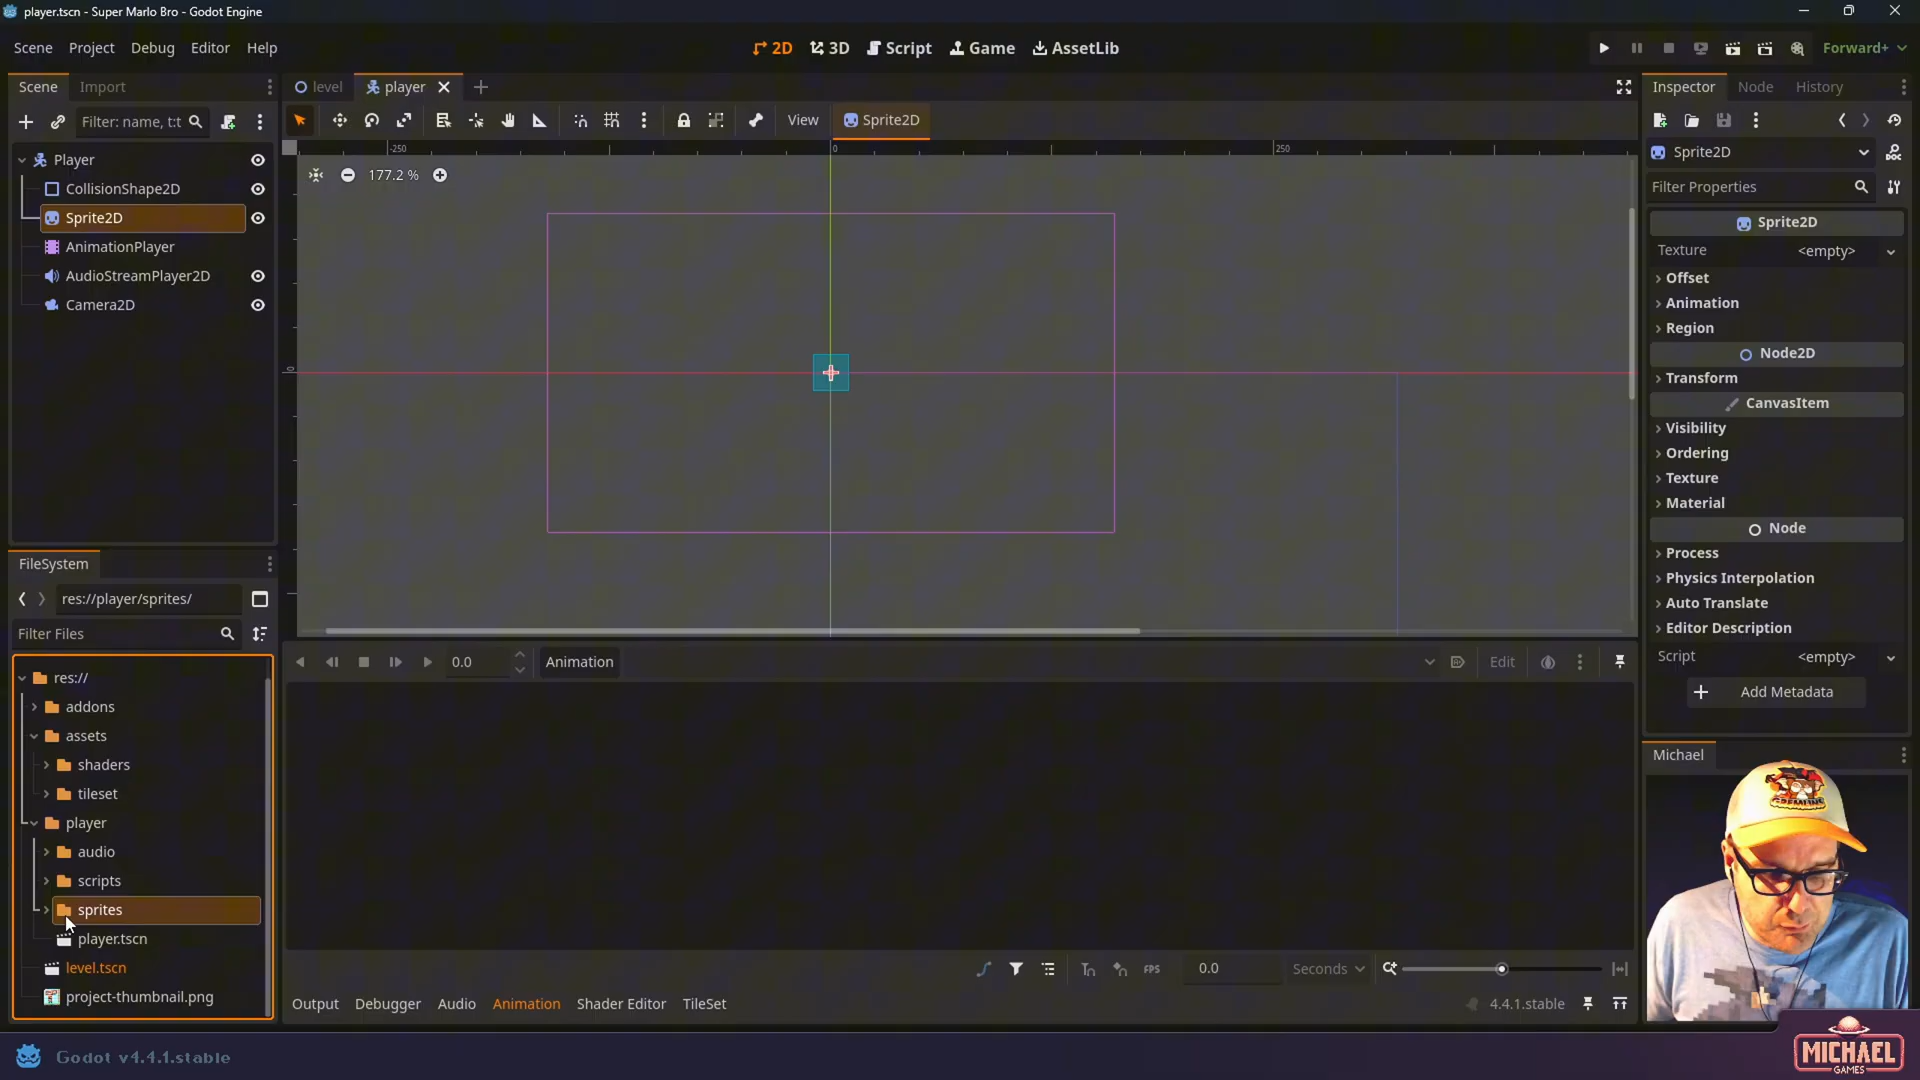 player.tscn - Super Marlo Bro - Godot Engine
Scene Project Debug Editor Help
2D 3D Script Game AssetLib
Forward+
Scene Import
level player
Inspector Node History
Filter: name, t:t
View Sprite2D
Sprite2D
Filter Properties
-250 0 250
0
177.2 %
Player
CollisionShape2D
Sprite2D
AnimationPlayer
AudioStreamPlayer2D
Camera2D
Sprite2D
Texture <empty>
Offset
Animation
Region
Node2D
Transform
CanvasItem
Visibility
Ordering
Texture
Material
Node
Process
Physics Interpolation
Auto Translate
Editor Description
Script <empty>
Add Metadata
FileSystem
res://player/sprites/
Filter Files
res://
addons
assets
shaders
tileset
player
audio
scripts
sprites
player.tscn
level.tscn
project-thumbnail.png
0.0 Animation Edit
FPS 0.0 Seconds
Output Debugger Audio Animation Shader Editor TileSet
4.4.1.stable
Michael
GREMLINS
Godot v4.4.1.stable
MICHAEL
GAMES